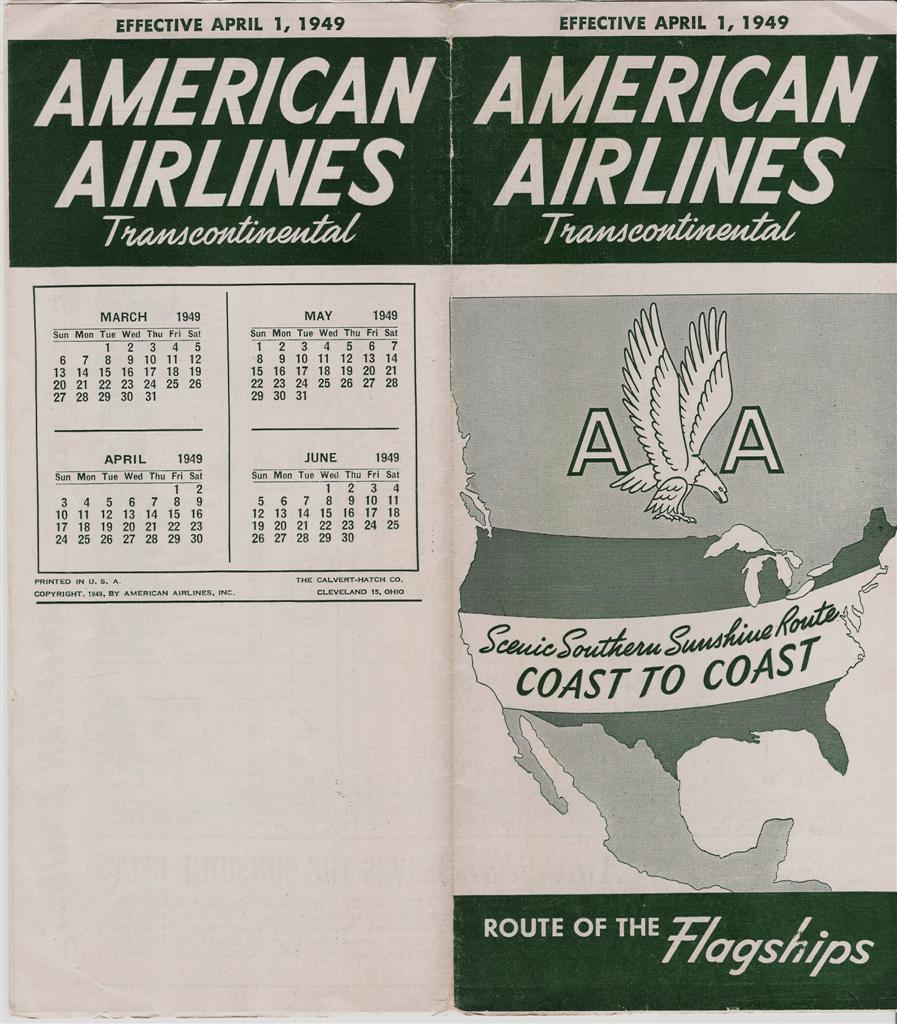 EFFECTIVE APRIL 1, 1949
AMERICAN
AIRLINES
Transcontinental
MARCH 1949
Sun Mon Tue Wed Thu Fri Sat
1 2 3 4 5
6 7 8 9 10 11 12
13 14 15 16 17 18 19
20 21 22 23 24 25 26
27 28 29 30 31
MAY 1949
Sun Mon Tue Wed Thu Fri Sat
1 2 3 4 5 6 7
8 9 10 11 12 13 14
15 16 17 18 19 20 21
22 23 24 25 26 27 28
29 30 31
APRIL 1949
Sun Mon Tue Wed Thu Fri Sat
1 2
3 4 5 6 7 8 9
10 11 12 13 14 15 16
17 18 19 20 21 22 23
24 25 26 27 28 29 30
JUNE 1949
Sun Mon Tue Wed Thu Fri Sat
1 2 3 4
5 6 7 8 9 10 11
12 13 14 15 16 17 18
19 20 21 22 23 24 25
26 27 28 29 30
PRINTED IN U. S. A.
COPYRIGHT, 1949, BY AMERICAN AIRLINES, INC.
THE CALVERT-HATCH CO.
CLEVELAND 15, OHIO
EFFECTIVE APRIL 1, 1949
AMERICAN
AIRLINES
Transcontinental
A A
Scenic Southern Sunshine Route
COAST TO COAST
ROUTE OF THE Flagships